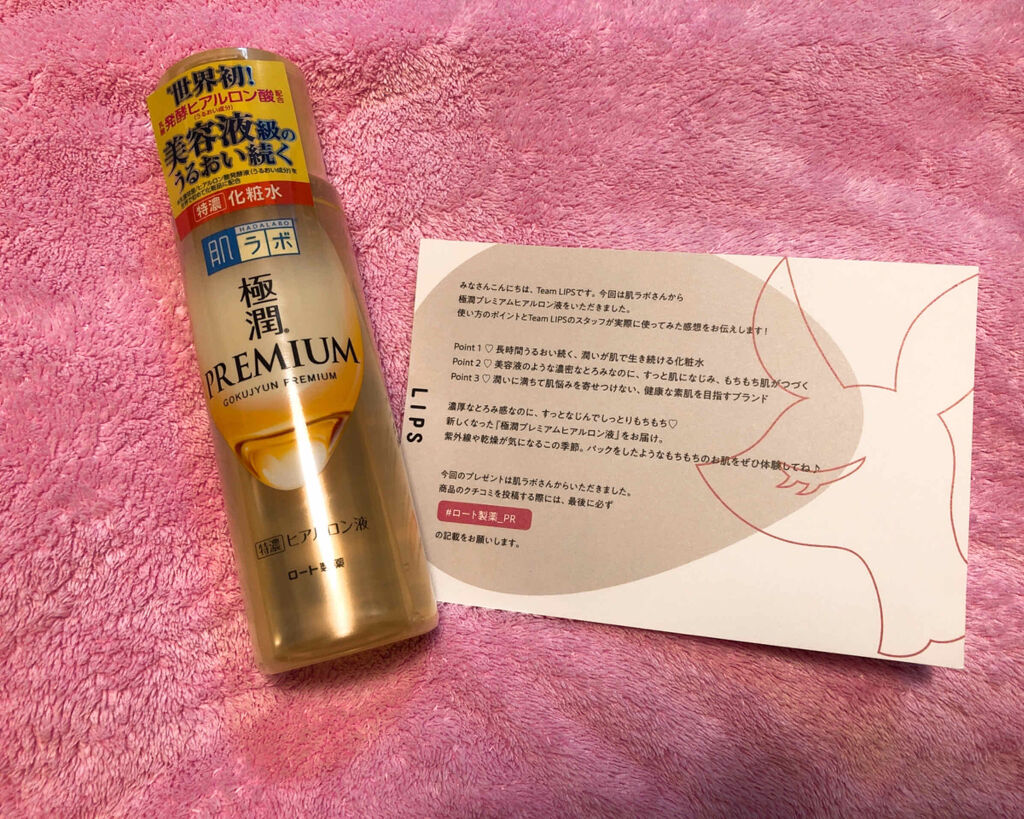 世界初!
乳酸発酵ヒアルロン酸配合
(うるおい成分)
美容液級の
うるおい続く
特濃 化粧水
HADALABO
肌ラボ
極潤®
PREMIUM
GOKUJYUN PREMIUM
特濃 ヒアルロン液
ロート製薬
LIPS
みなさんこんにちは、Team LIPSです。今回は肌ラボさんから
極潤プレミアムヒアルロン液をいただきました。
使い方のポイントとTeam LIPSのスタッフが実際に使ってみた感想をお伝えします!
Point 1 ♡ 長時間うるおい続く、潤いが肌で生き続ける化粧水
Point 2 ♡ 美容液のような濃密なとろみなのに、すっと肌になじみ、もちもち肌がつづく
Point 3 ♡ 潤いに満ちて肌悩みを寄せつけない、健康な素肌を目指すブランド
濃厚なとろみ感なのに、すっとなじんでしっとりもちもち♡
新しくなった「極潤プレミアムヒアルロン液」をお届け。
紫外線や乾燥が気になるこの季節。パックをしたようなもちもちのお肌をぜひ体験してね♪
今回のプレゼントは肌ラボさんからいただきました。
商品のクチコミを投稿する際には、最後に必ず
#ロート製薬_PR
の記載をお願いします。